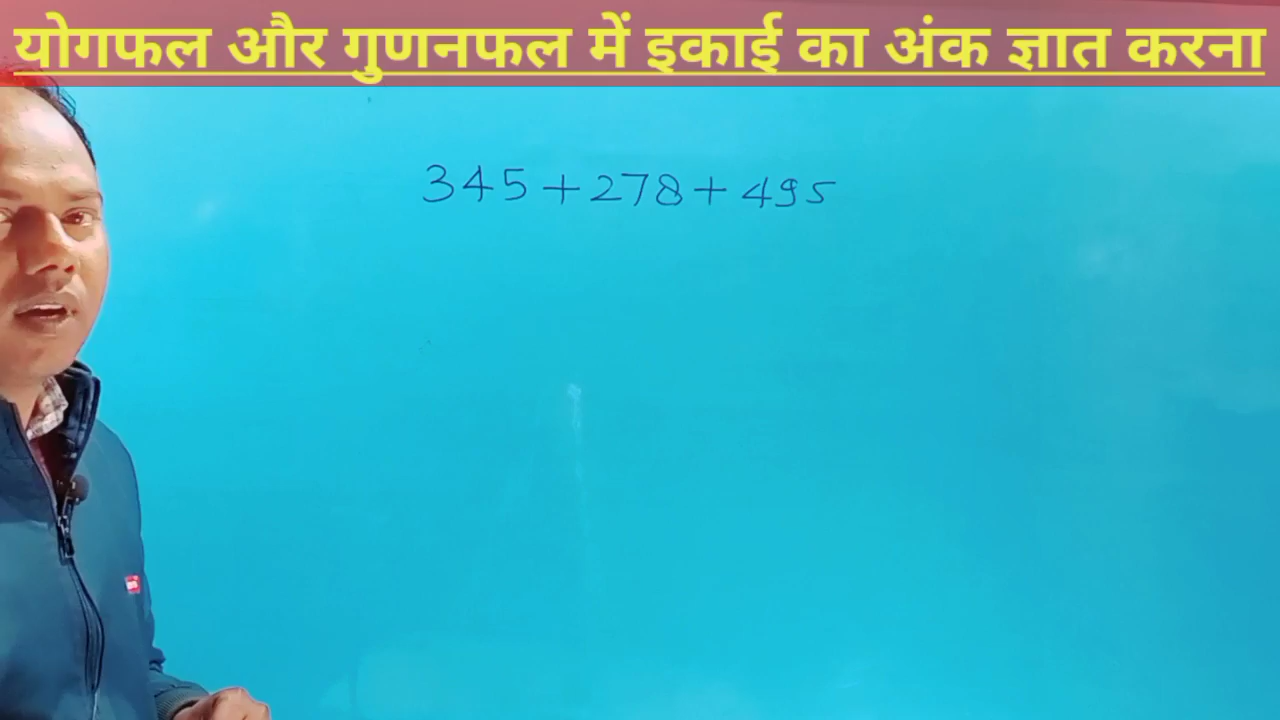 योगफल और गुणनफल में इकाई का अंक ज्ञात करना
345+278+495